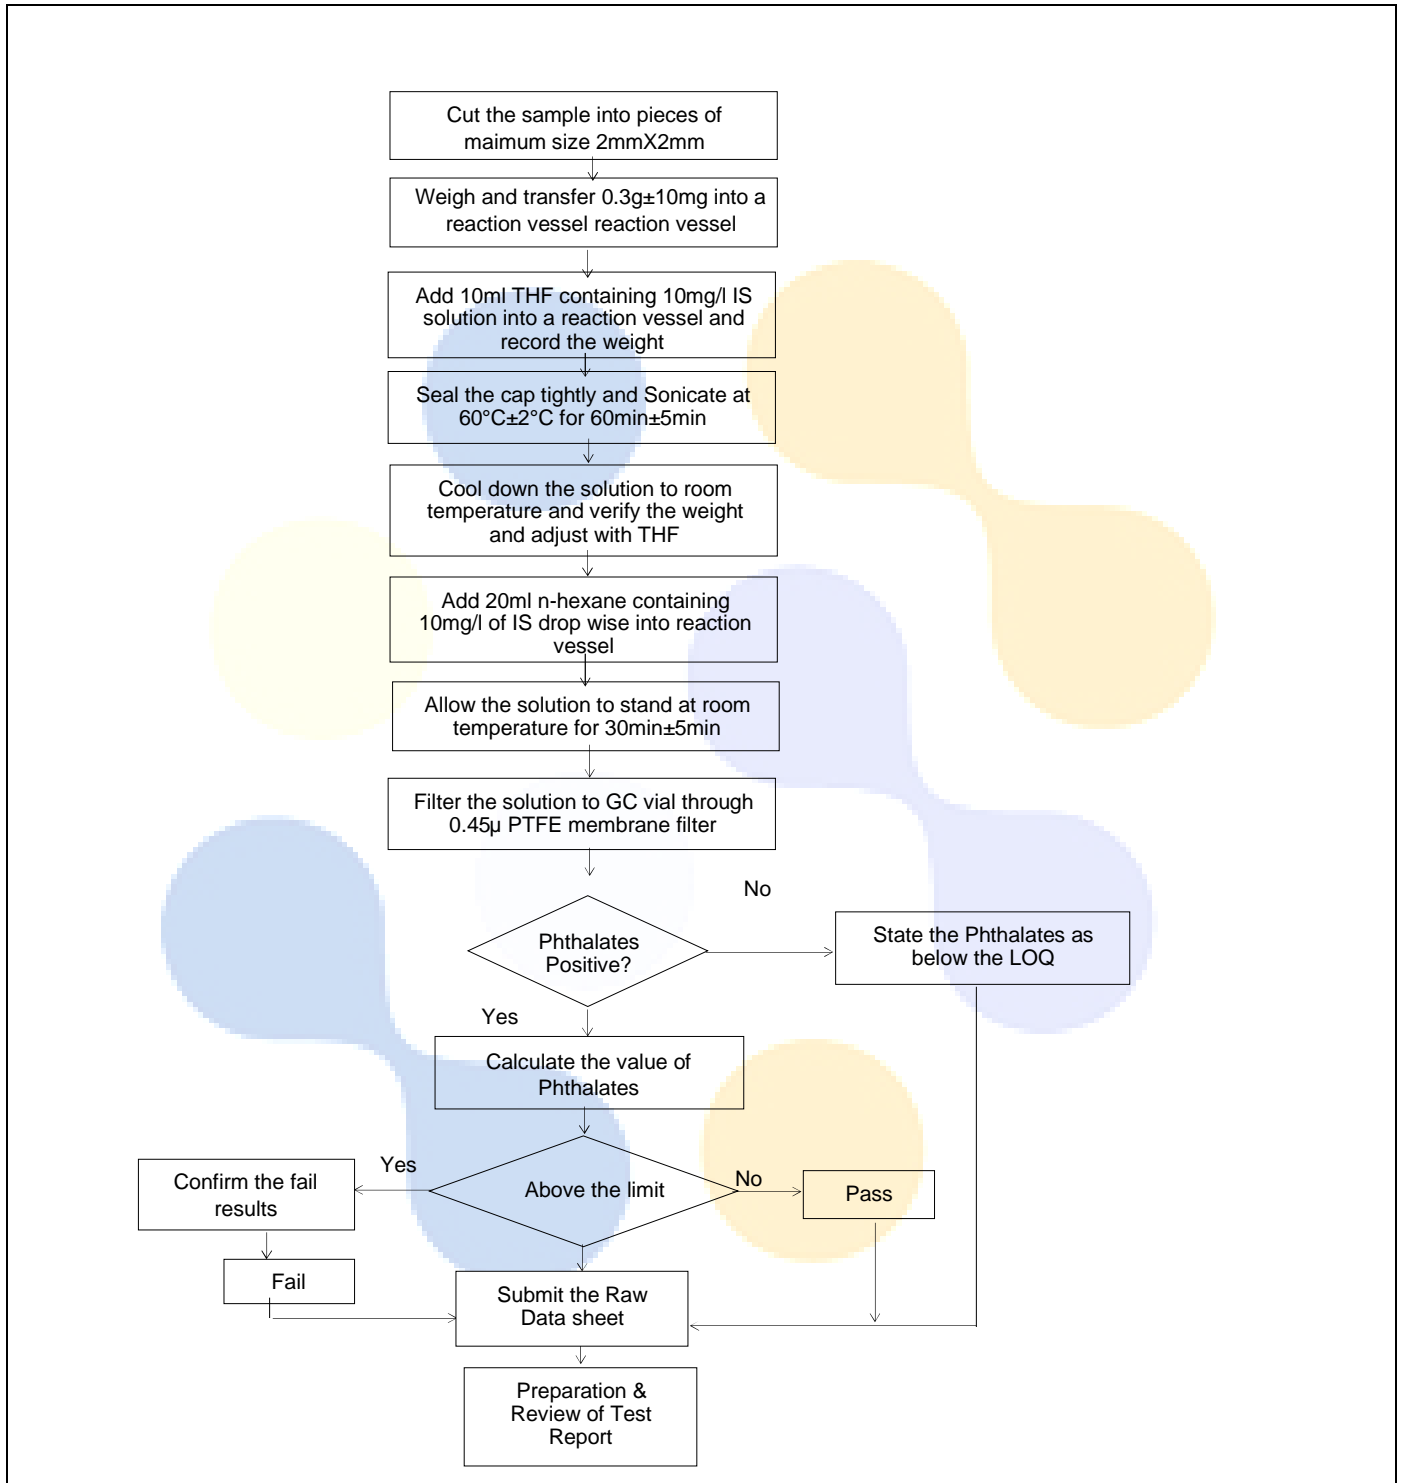 Cut the sample into pieces of
maimum size 2mmX2mm
Weigh and transfer 0.3g±10mg into a
reaction vessel reaction vessel
Add 10ml THF containing 10mg/l IS
solution into a reaction vessel and
record the weight
Seal the cap tightly and Sonicate at
60°C±2°C for 60min±5min
Cool down the solution to room
temperature and verify the weight
and adjust with THF
Add 20ml n-hexane containing
10mg/l of IS drop wise into reaction
vessel
Allow the solution to stand at room
temperature for 30min±5min
Filter the solution to GC vial through
0.45µ PTFE membrane filter
No
Phthalates
Positive?
State the Phthalates as
below the LOQ
Yes
Calculate the value of
Phthalates
Yes
Confirm the fail
results
Above the limit
No
Pass
Fail
Submit the Raw
Data sheet
Preparation &
Review of Test
Report